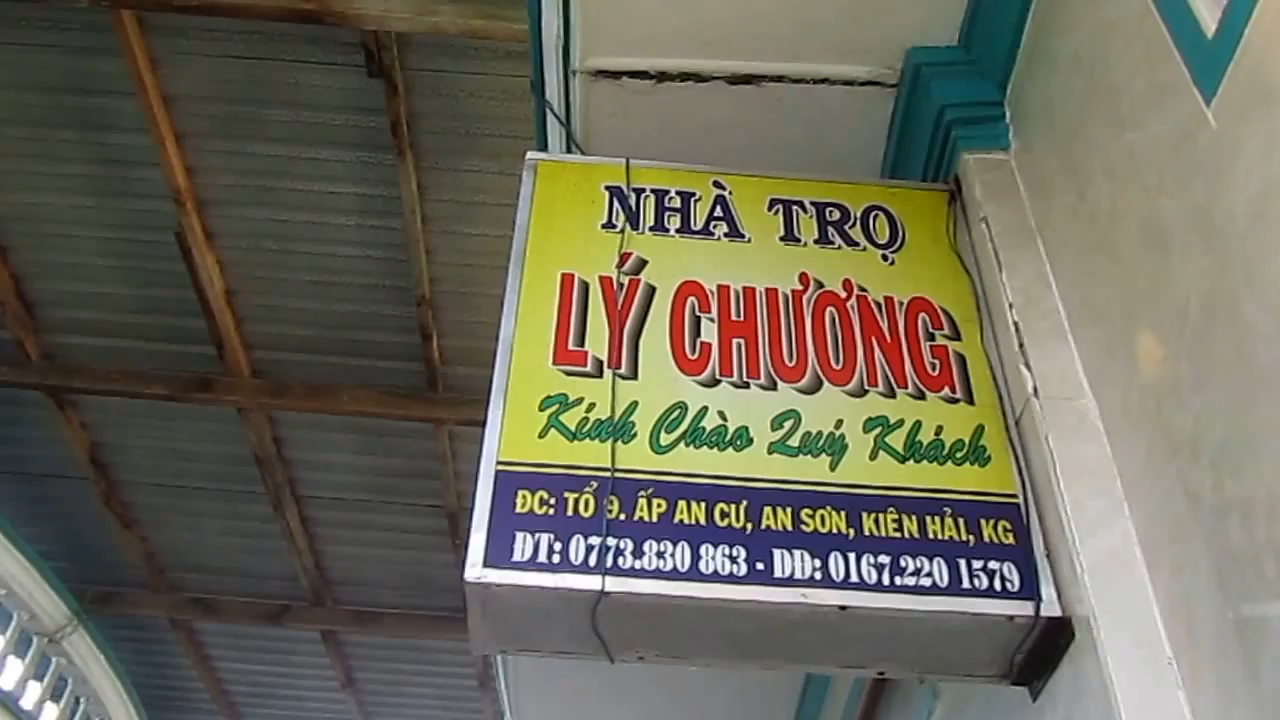 NHÀ TRỌ
LÝ CHƯƠNG
Kính Chào Quý Khách
ĐC: TỔ 9. ẤP AN CƯ, AN SƠN, KIÊN HẢI, KG
ĐT: 0773.830 863 - DĐ: 0167.220 1579